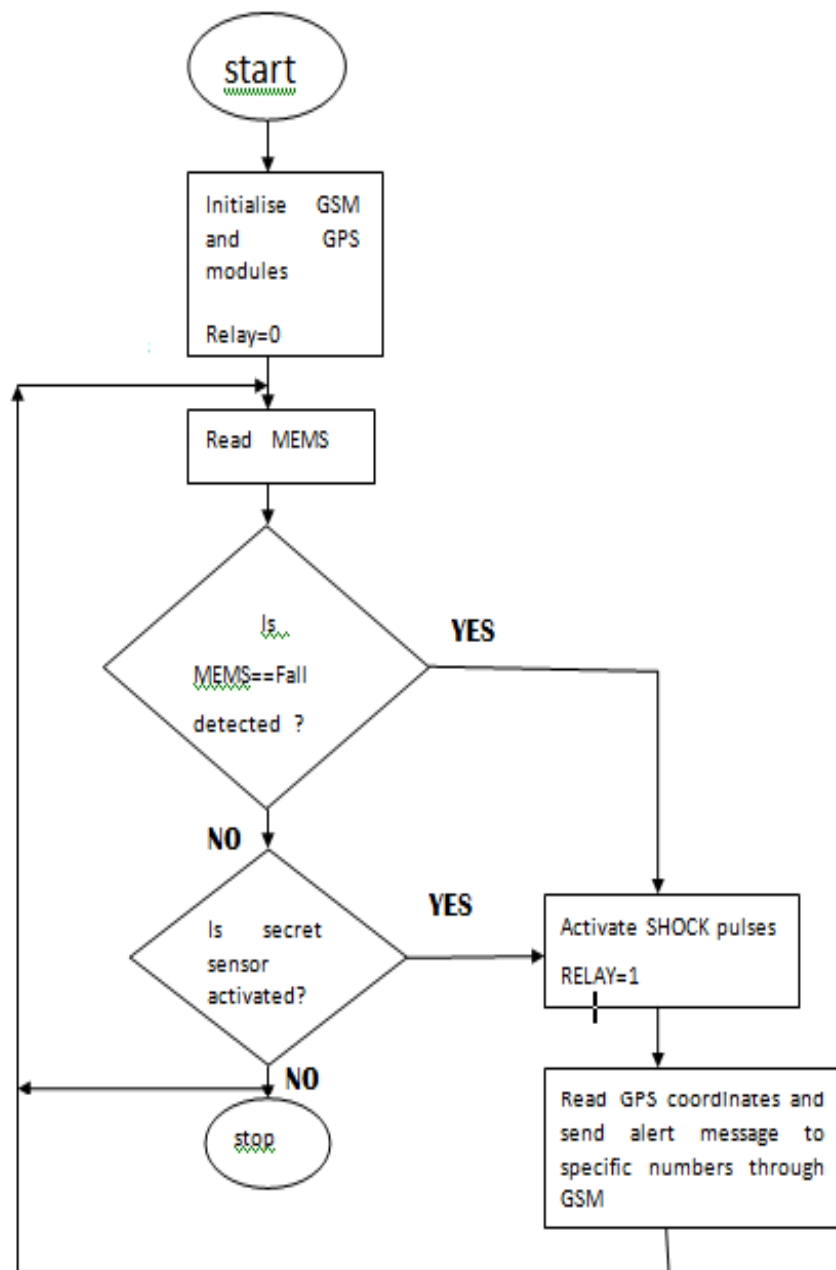 start
Initialise GSM
and GPS
modules
Relay=0
Read MEMS
Is
MEMS==Fall
detected ?
YES
NO
Is secret
sensor
activated?
YES
Activate SHOCK pulses
RELAY=1
NO
stop
Read GPS coordinates and
send alert message to
specific numbers through
GSM